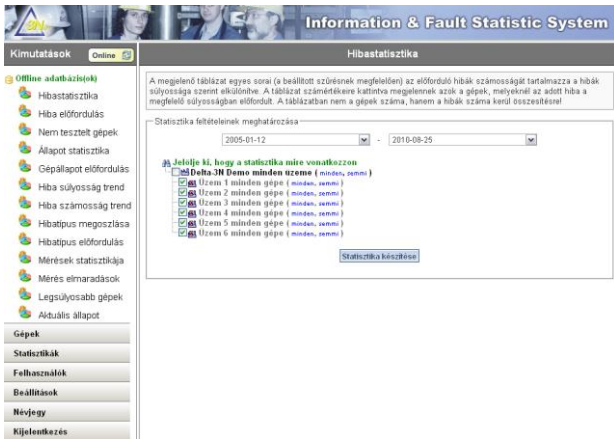 Information & Fault Statistic System
Kimutatások
Online
Hibastatisztika
Offline adatbázis(ok)
Hibastatisztika
Hiba előfordulás
Nem tesztelt gépek
Állapot statisztika
Gépállapot előfordulás
Hiba súlyosság trend
Hiba számosság trend
Hibatípus megoszlása
Hibatípus előfordulás
Mérések statisztikája
Mérés elmaradások
Legsúlyosabb gépek
Aktuális állapot
Gépek
Statisztikák
Felhasználók
Beállítások
Névjegy
Kijelentkezés
A megjelenő táblázat egyes sorai (a beállított szűrésnek megfelelően) az előforduló hibák számosságát tartalmazza a hibák
súlyossága szerint elkülönítve. A táblázat számértékeire kattintva megjelennek azok a gépek, melyeknél az adott hiba a
megfelelő súlyosságban előfordult. A táblázatban nem a gépek száma, hanem a hibák száma kerül összesítésre!
Statisztika feltételeinek meghatározása
2005-01-12 - 2010-08-25
Jelölje ki, hogy a statisztika mire vonatkozzon
Delta-3N Demo minden üzeme ( minden, semmi )
Üzem 1 minden gépe ( minden, semmi )
Üzem 2 minden gépe ( minden, semmi )
Üzem 3 minden gépe ( minden, semmi )
Üzem 4 minden gépe ( minden, semmi )
Üzem 5 minden gépe ( minden, semmi )
Üzem 6 minden gépe ( minden, semmi )
Statisztika készítése